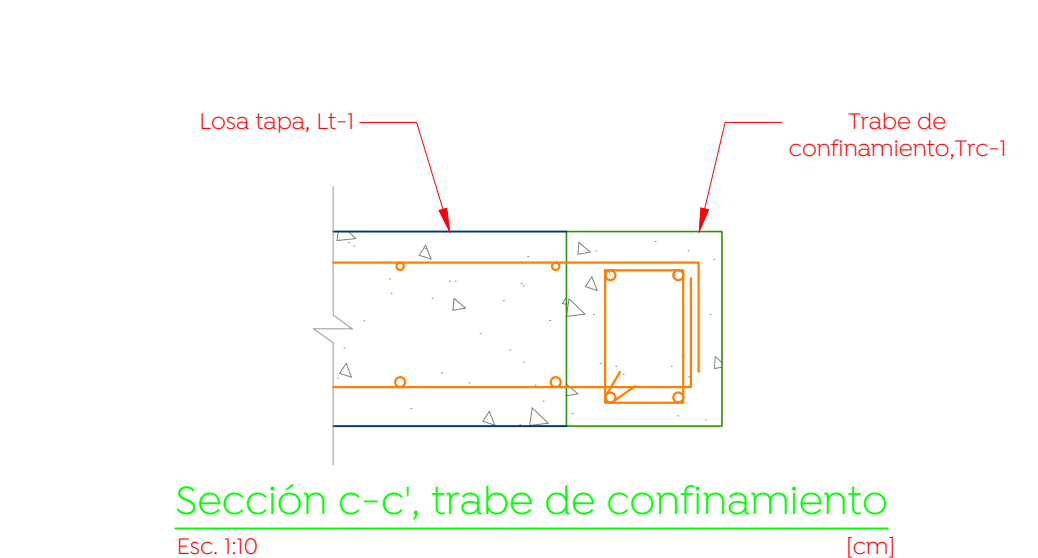 Losa tapa, Lt-1
Trabe de
confinamiento,Trc-1
Sección c-c', trabe de confinamiento
Esc. 1:10
[cm]